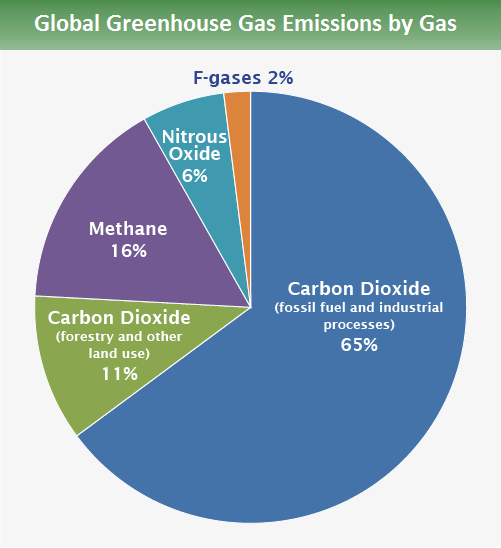 Global Greenhouse Gas Emissions by Gas
F-gases 2%
Nitrous
Oxide
6%
Methane
16%
Carbon Dioxide
(fossil fuel and industrial
processes)
65%
Carbon Dioxide
(forestry and other
land use)
11%